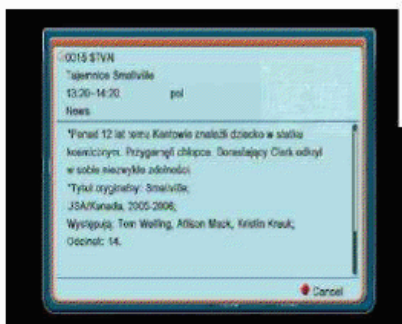 0015 STVN
Tajemnice Smallville
13:20-14:20 pol
News
"Ponad 12 lat temu Kentowie znaleźli dziecko w statku
kosmicznym. Przygarnęli chłopca. Dorastający Clark odkrył
w sobie niezwykłe zdolności.
"Tytuł oryginalny: Smallville;
USA/Kanada, 2005-2006;
Występują: Tom Welling, Allison Mack, Kristin Kreuk;
Odcinek: 14.
Cancel